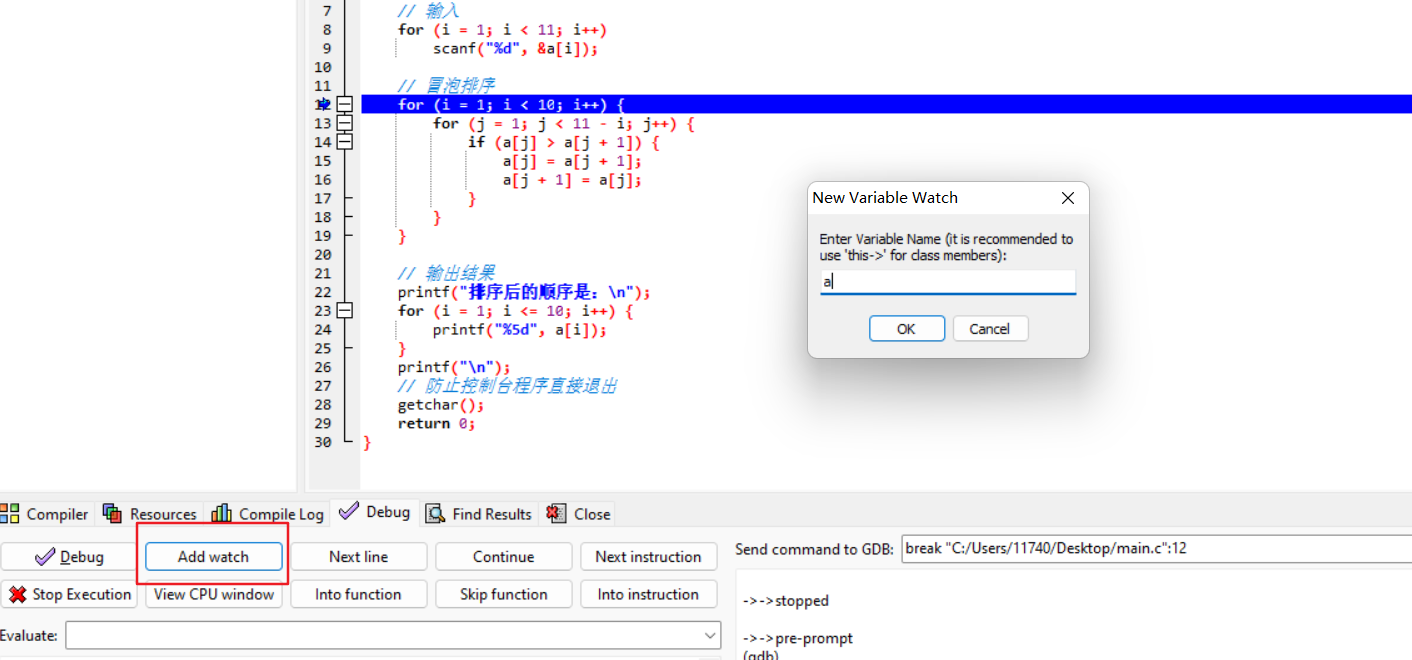 7 // 输入
8 for (i = 1; i < 11; i++)
9 scanf("%d", &a[i]);
10
11 // 冒泡排序
12 for (i = 1; i < 10; i++) {
13 for (j = 1; j < 11 - i; j++) {
14 if (a[j] > a[j + 1]) {
15 a[j] = a[j + 1];
16 a[j + 1] = a[j];
17 }
18 }
19 }
20
21 // 输出结果
22 printf("排序后的顺序是：\n");
23 for (i = 1; i <= 10; i++) {
24 printf("%5d", a[i]);
25 }
26 printf("\n");
27 // 防止控制台程序直接退出
28 getchar();
29 return 0;
30 }
New Variable Watch
Enter Variable Name (it is recommended to
use 'this->' for class members):
a
OK Cancel
Compiler Resources Compile Log Debug Find Results Close
Debug Add watch Next line Continue Next instruction
Stop Execution View CPU window Into function Skip function Into instruction
Evaluate:
Send command to GDB: break "C:/Users/11740/Desktop/main.c":12
->->stopped
->->pre-prompt
(gdb)